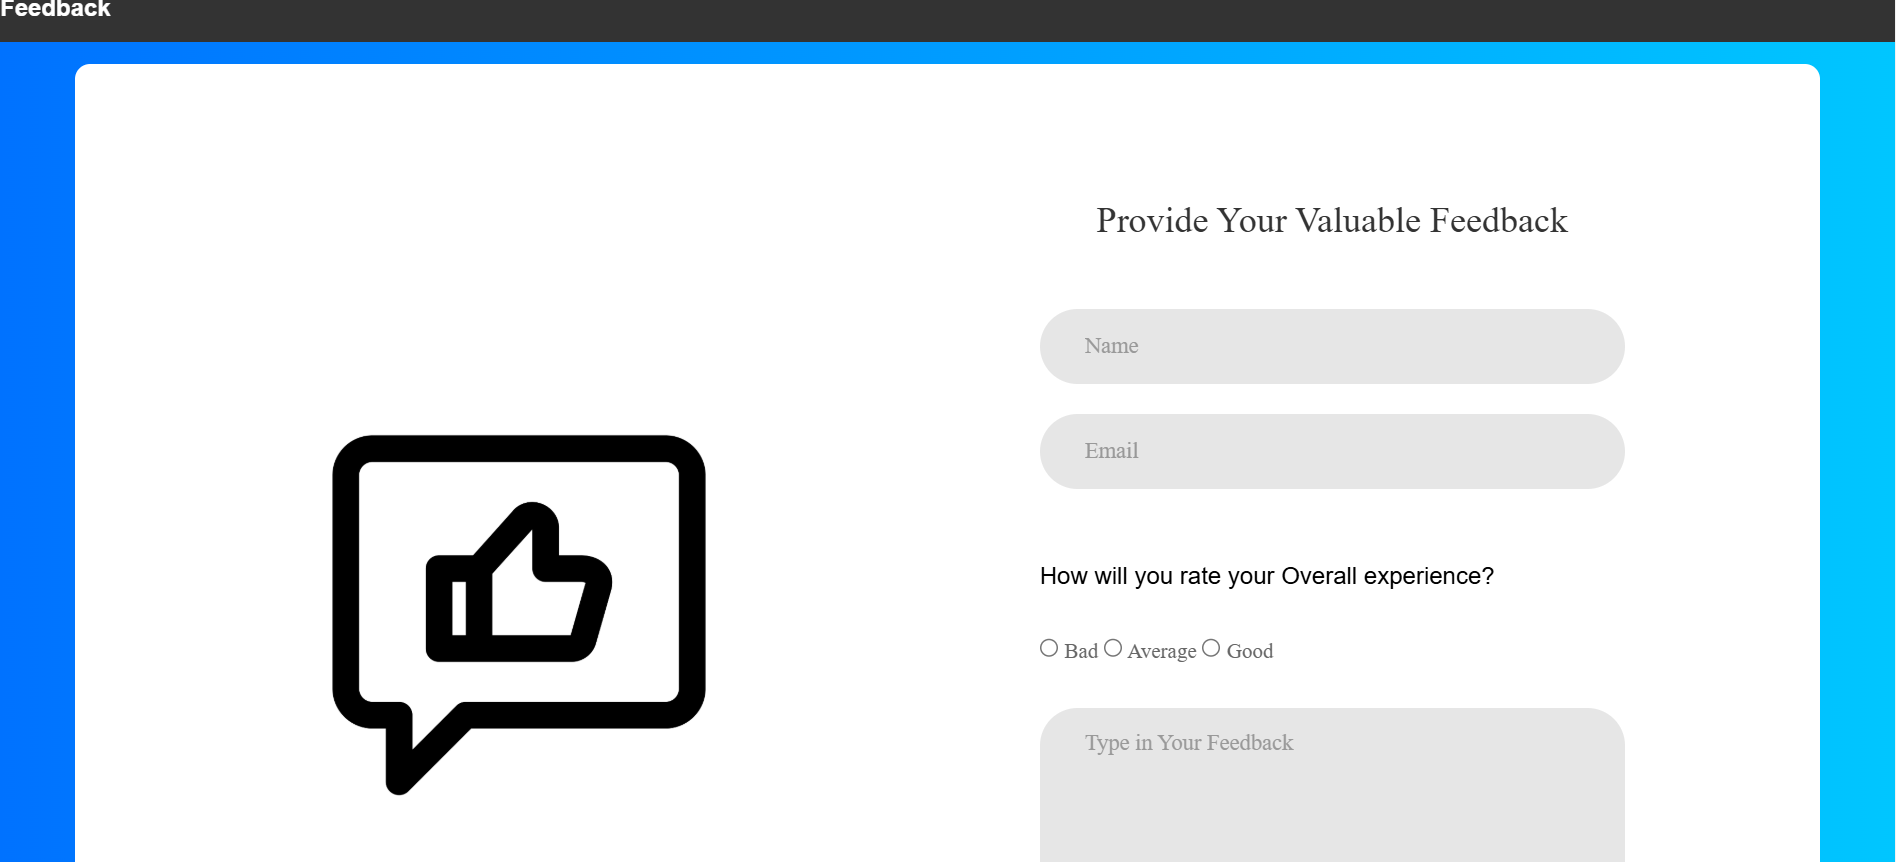 Feedback
Provide Your Valuable Feedback
Name
Email
How will you rate your Overall experience?
Bad Average Good
Type in Your Feedback